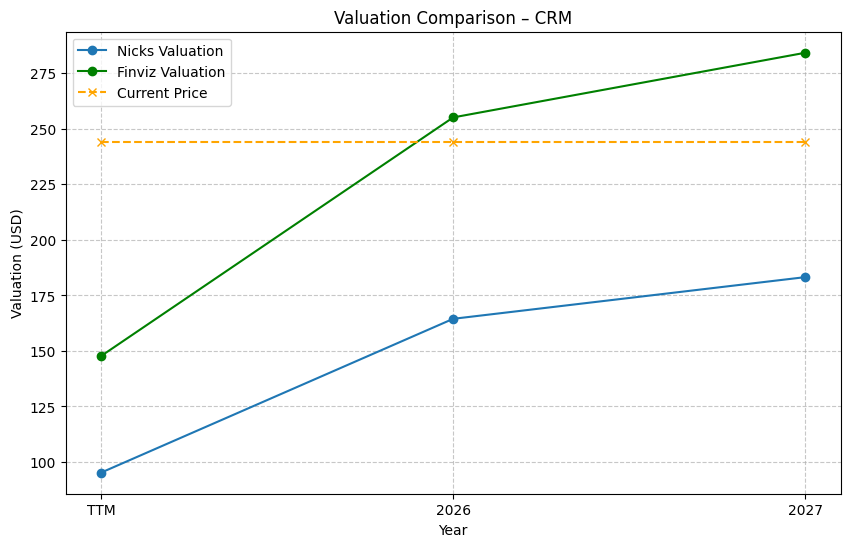 Valuation Comparison – CRM
Nicks Valuation
Finviz Valuation
Current Price
Valuation (USD)
275
250
225
200
175
150
125
100
TTM
2026
2027
Year